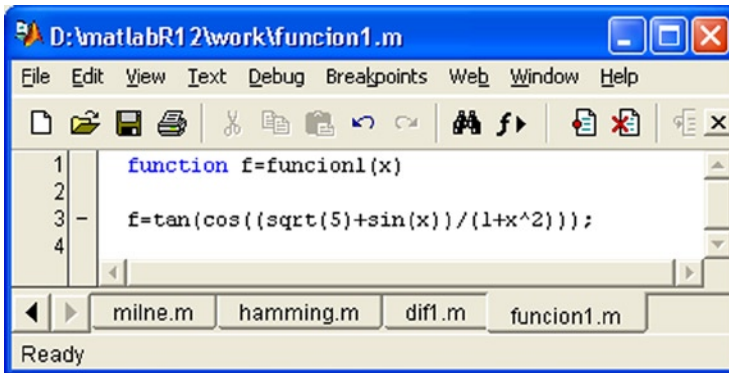 D:\matlabR12\work\funcion1.m
File Edit View Text Debug Breakpoints Web Window Help
1 function f=funcion1(x)
2
3 – f=tan(cos((sqrt(5)+sin(x))/(1+x^2)));
4
milne.m hamming.m dif1.m funcion1.m
Ready